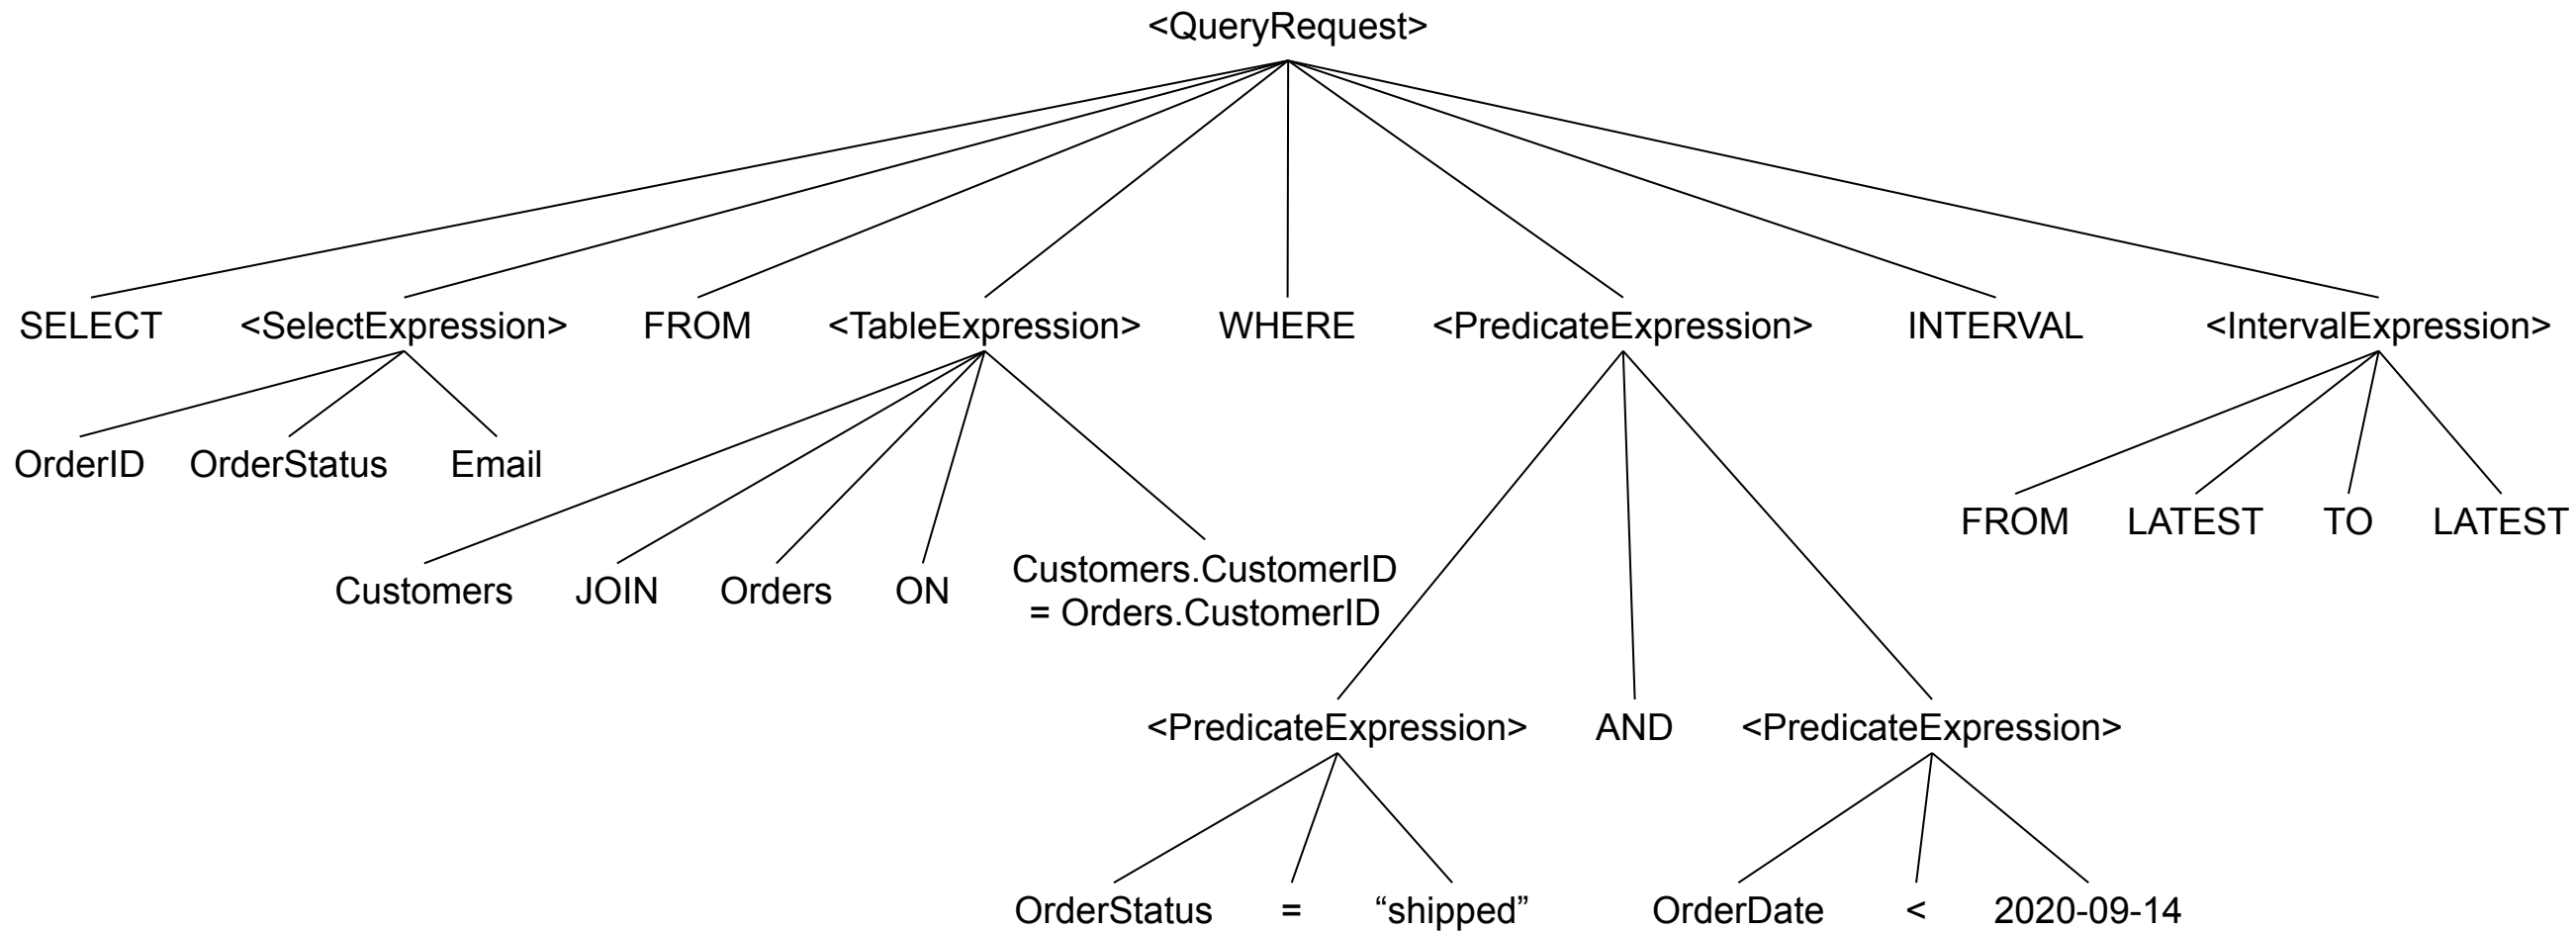 <QueryRequest>
SELECT <SelectExpression> FROM <TableExpression> WHERE <PredicateExpression> INTERVAL <IntervalExpression>
OrderID OrderStatus Email
FROM LATEST TO LATEST
Customers JOIN Orders ON Customers.CustomerID
= Orders.CustomerID
<PredicateExpression> AND <PredicateExpression>
OrderStatus = “shipped” OrderDate < 2020-09-14